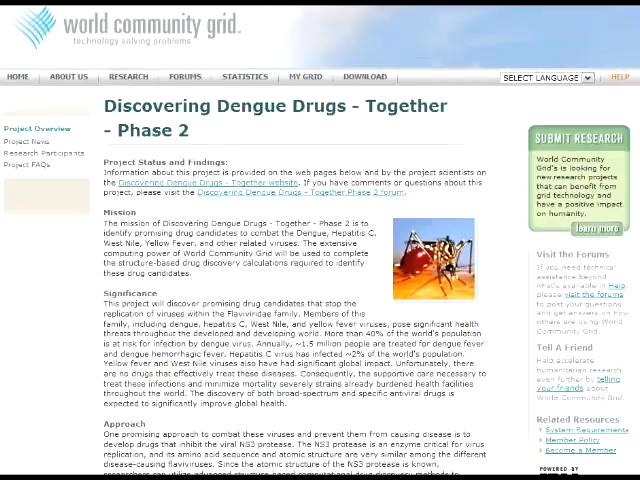 world community grid.
technology solving problems
HOME
ABOUT US
RESEARCH
FORUMS
STATISTICS
MY GRID
DOWNLOAD
SELECT LANGUAGE
HELP
Project Overview
Project News
Research Participants
Project FAQs
Discovering Dengue Drugs - Together
- Phase 2
Project Status and Findings:
Information about this project is provided on the web pages below and by the project scientists on
the Discovering Dengue Drugs - Together website. If you have comments or questions about this
project, please visit the Discovering Dengue Drugs - Together Phase 2 forum.
Mission
The mission of Discovering Dengue Drugs - Together - Phase 2 is to
identify promising drug candidates to combat the Dengue, Hepatitis C,
West Nile, Yellow Fever, and other related viruses. The extensive
computing power of World Community Grid will be used to complete
the structure-based drug discovery calculations required to identify
these drug candidates.
Significance
This project will discover promising drug candidates that stop the
replication of viruses within the Flaviviridae family. Members of this
family, including dengue, hepatitis C, West Nile, and yellow fever viruses, pose significant health
threats throughout the developed and developing world. More than 40% of the world's population
is at risk for infection by dengue virus. Annually, ~1.5 million people are treated for dengue fever
and dengue hemorrhagic fever. Hepatitis C virus has infected ~2% of the world's population.
Yellow fever and West Nile viruses also have had significant global impact. Unfortunately, there
are no drugs that effectively treat these diseases. Consequently, the supportive care necessary to
treat these infections and minimize mortality severely strains already burdened health facilities
throughout the world. The discovery of both broad-spectrum and specific antiviral drugs is
expected to significantly improve global health.
Approach
One promising approach to combat these viruses and prevent them from causing disease is to
develop drugs that inhibit the viral NS3 protease. The NS3 protease is an enzyme critical for virus
replication, and its amino acid sequence and atomic structure are very similar among the different
disease-causing flaviviruses. Since the atomic structure of the NS3 protease is known,
researchers can utilize advanced structure-based computational drug discovery methods to
SUBMIT RESEARCH
World Community
Grid's is looking for
new research projects
that can benefit from
grid technology and
have a positive impact
on humanity.
learn more
Visit the Forums
If you need technical
assistance beyond
what's available in Help,
please visit the forums
to post your
questions and get
answers on how
others are using World
Community Grid.
Tell A Friend
Help accelerate
humanitarian research
even further by telling
your friends about
World Community Grid.
Related Resources
System Requirements
Member Policy
Become a Member
POWERED BY